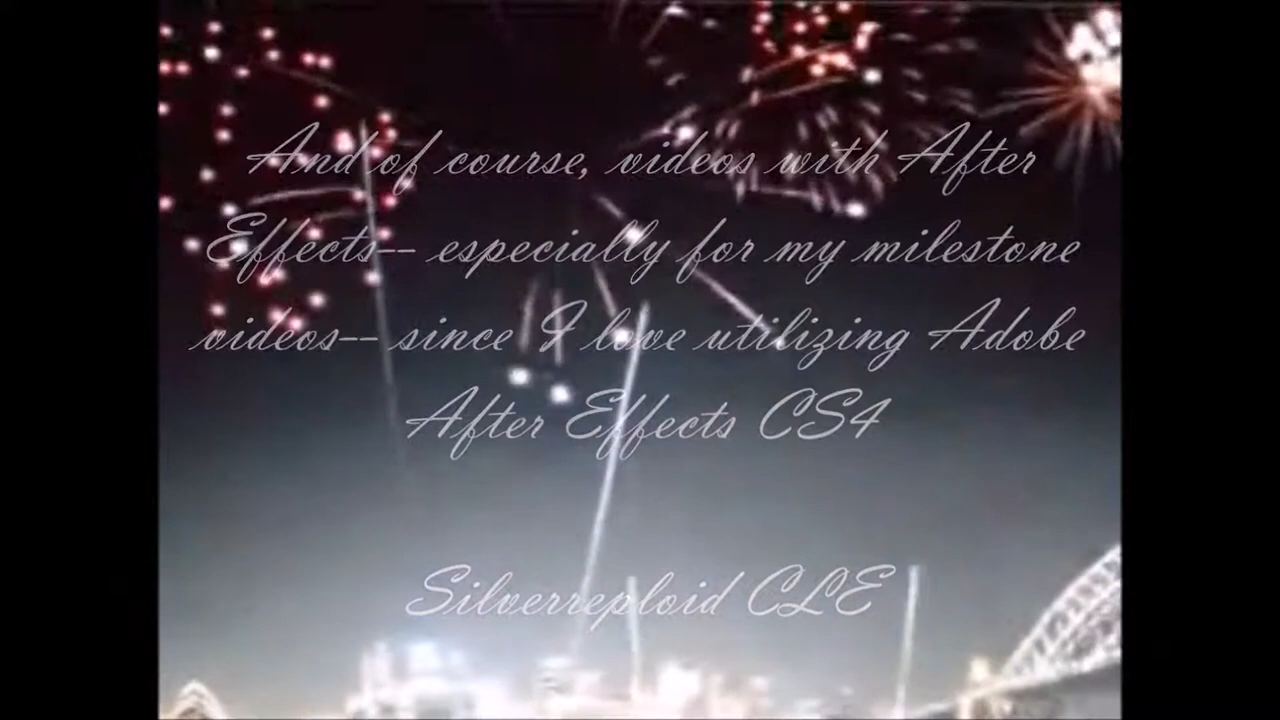 And of course, videos with After
Effects-- especially for my milestone
videos-- since I love utilizing Adobe
After Effects CS4
Silverreploid CLE